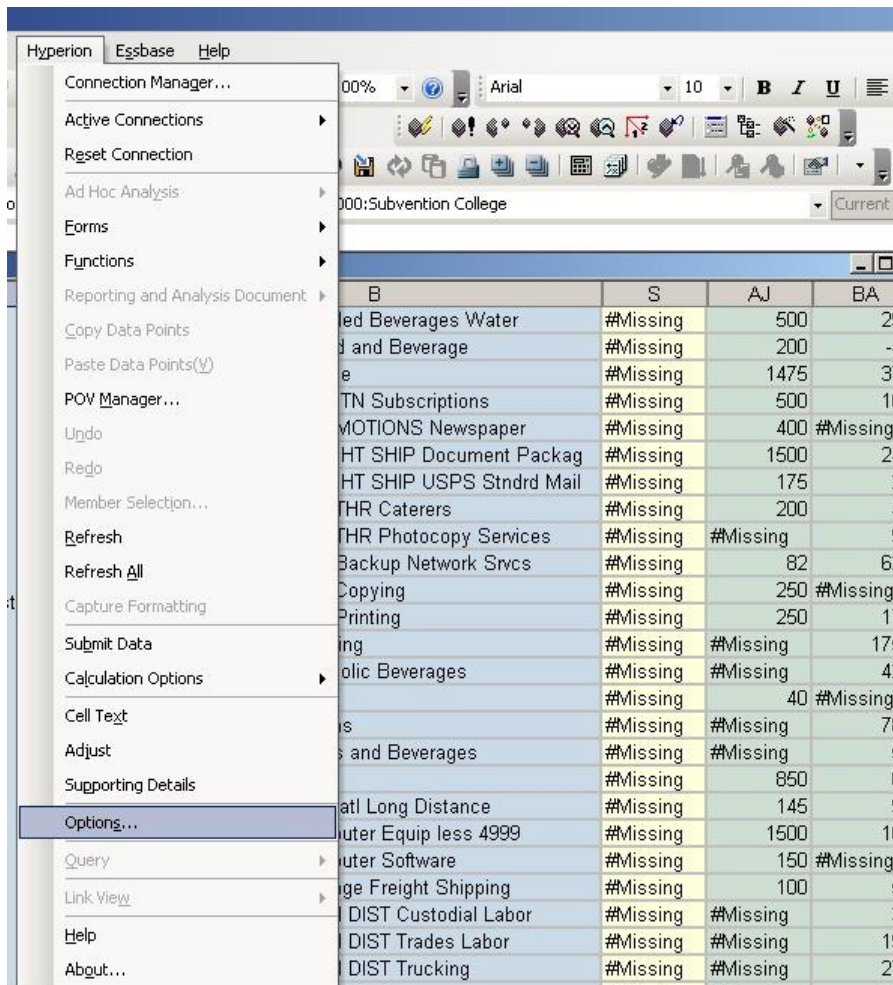 Hyperion Essbase Help
Connection Manager...
00% Arial 10 B I U
Active Connections
Reset Connection
Ad Hoc Analysis
000:Subvention College Current
Forms
Functions
Reporting and Analysis Document
Copy Data Points
Paste Data Points(V)
POV Manager...
Undo
Redo
Member Selection...
Refresh
Refresh All
Capture Formatting
Submit Data
Calculation Options
Cell Text
Adjust
Supporting Details
Options...
Query
Link View
Help
About...
B S AJ BA
led Beverages Water #Missing 500
d and Beverage #Missing 200
e #Missing 1475
TN Subscriptions #Missing 500
MOTIONS Newspaper #Missing 400 #Missing
HT SHIP Document Packag #Missing 1500
HT SHIP USPS Stndrd Mail #Missing 175
THR Caterers #Missing 200
THR Photocopy Services #Missing #Missing
Backup Network Srvcs #Missing 82
Copying #Missing 250 #Missing
Printing #Missing 250
ing #Missing #Missing
olic Beverages #Missing #Missing
#Missing 40 #Missing
ns #Missing #Missing
s and Beverages #Missing #Missing
#Missing 850
atl Long Distance #Missing 145
uter Equip less 4999 #Missing 1500
uter Software #Missing 150 #Missing
ge Freight Shipping #Missing 100
l DIST Custodial Labor #Missing #Missing
l DIST Trades Labor #Missing #Missing
l DIST Trucking #Missing #Missing